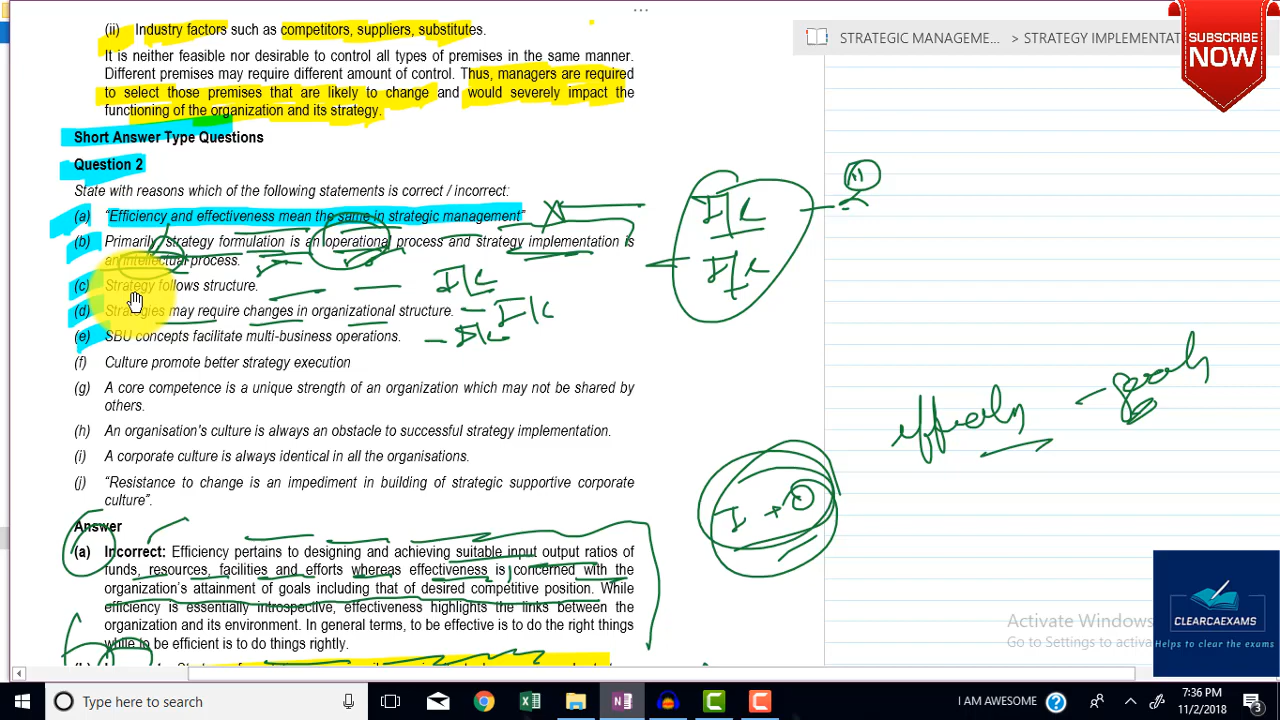 (ii) Industry factors such as competitors, suppliers, substitutes.
It is neither feasible nor desirable to control all types of premises in the same manner.
Different premises may require different amount of control. Thus, managers are required
to select those premises that are likely to change and would severely impact the
functioning of the organization and its strategy.
Short Answer Type Questions
Question 2
State with reasons which of the following statements is correct / incorrect:
(a) “Efficiency and effectiveness mean the same in strategic management”
(b) Primarily, strategy formulation is an operational process and strategy implementation is
an intellectual process.
(c) Strategy follows structure.
(d) Strategies may require changes in organizational structure.
(e) SBU concepts facilitate multi-business operations.
(f) Culture promote better strategy execution
(g) A core competence is a unique strength of an organization which may not be shared by
others.
(h) An organisation's culture is always an obstacle to successful strategy implementation.
(i) A corporate culture is always identical in all the organisations.
(j) “Resistance to change is an impediment in building of strategic supportive corporate
culture”.
Answer
(a) Incorrect: Efficiency pertains to designing and achieving suitable input output ratios of
funds, resources, facilities and efforts whereas effectiveness is concerned with the
organization's attainment of goals including that of desired competitive position. While
efficiency is essentially introspective, effectiveness highlights the links between the
organization and its environment. In general terms, to be effective is to do the right things
while to be efficient is to do things rightly.
STRATEGIC MANAGEME... > STRATEGY IMPLEMENTAT
SUBSCRIBE
NOW
I/C
I/C
I/C
I/C
I/C
goals
I + O
Activate Windows
Go to Settings to activa
CLEARCAEXAMS
Helps to clear the exams
Type here to search
I AM AWESOME
7:36 PM
11/2/2018
3